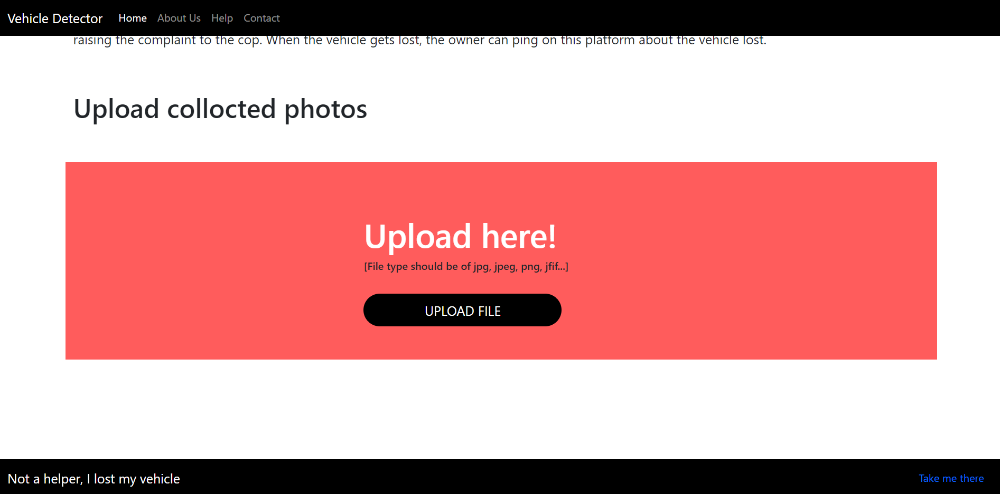 Vehicle Detector Home About Us Help Contact
raising the complaint to the cop. When the vehicle gets lost, the owner can ping on this platform about the vehicle lost.
Upload collocted photos
Upload here!
[File type should be of jpg, jpeg, png, jfif...]
UPLOAD FILE
Not a helper, I lost my vehicle Take me there